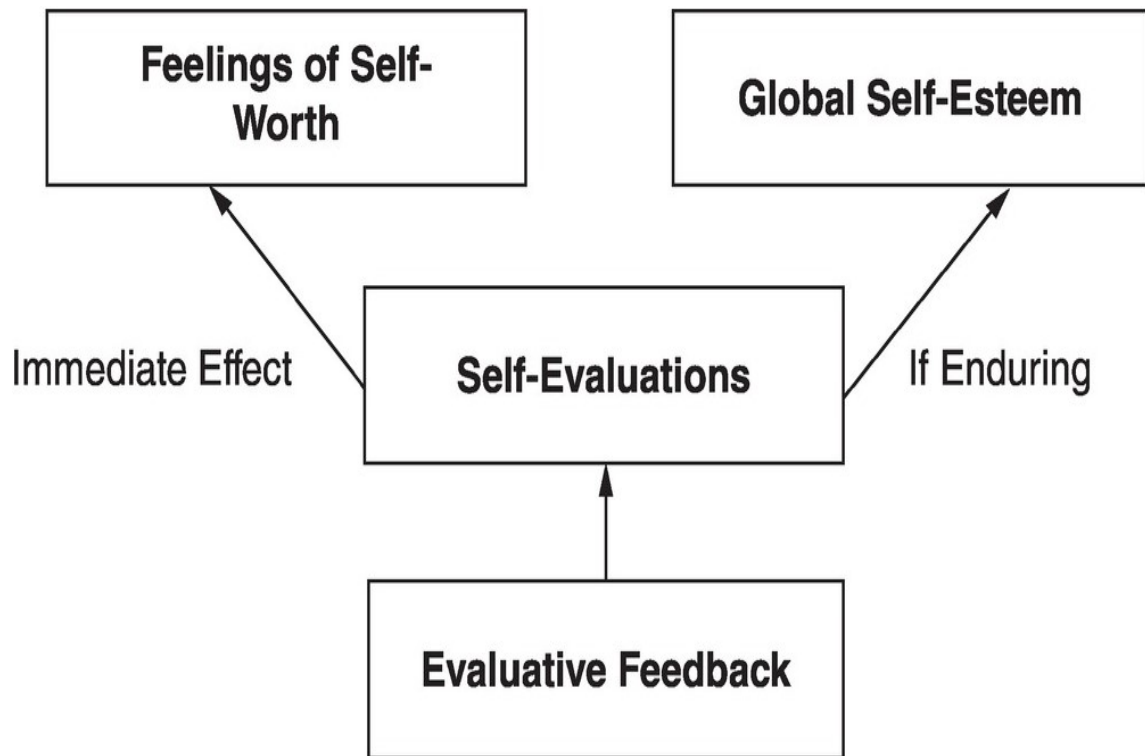 Feelings of Self-
Worth
Global Self-Esteem
Immediate Effect
Self-Evaluations
If Enduring
Evaluative Feedback